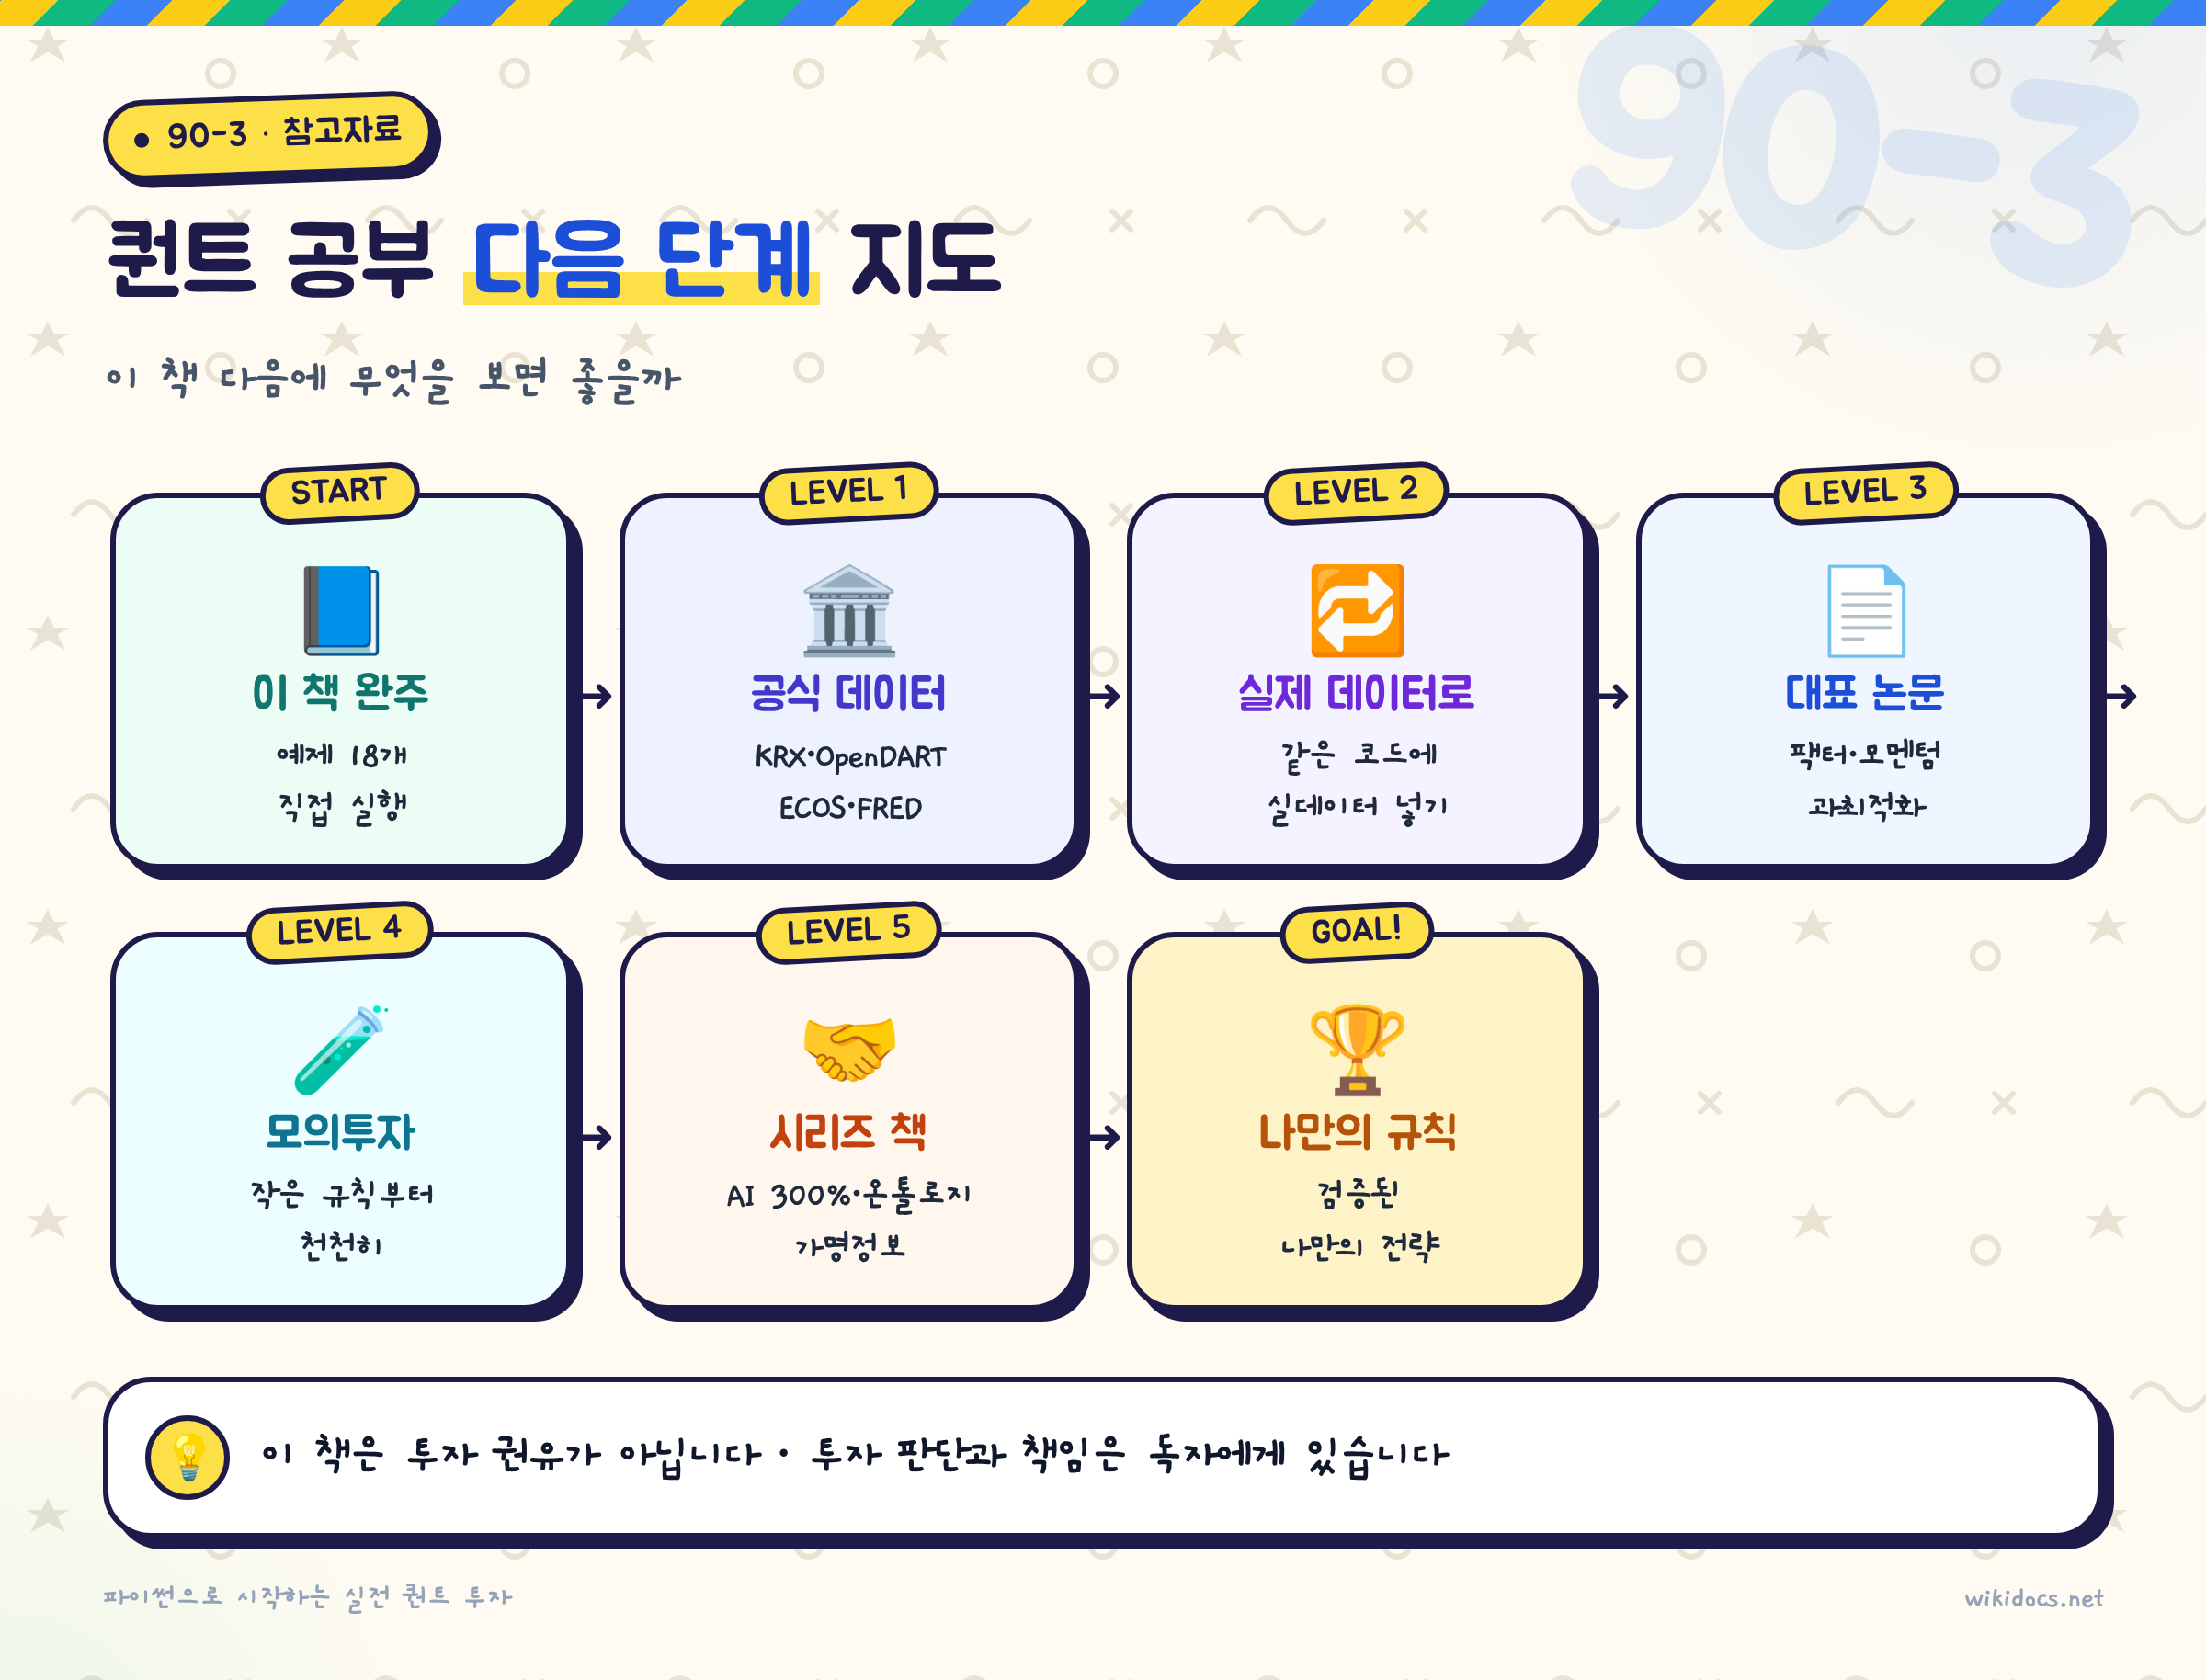 90-3
90-3 · 참고자료
퀀트 공부 다음 단계 지도
이 책 다음에 무엇을 보면 좋을까
START
이 책 완주
예제 18개
직접 실행
LEVEL 1
공식 데이터
KRX·OpenDART
ECOS·FRED
LEVEL 2
실제 데이터로
같은 코드에
실데이터 넣기
LEVEL 3
대표 논문
팩터·모멘텀
과최적화
LEVEL 4
모의투자
작은 규칙부터
천천히
LEVEL 5
시리즈 책
AI 300%·온톨로지
가명정보
GOAL!
나만의 규칙
검증된
나만의 전략
이 책은 투자 권유가 아닙니다 · 투자 판단과 책임은 독자에게 있습니다
파이썬으로 시작하는 실전 퀀트 투자
wikidocs.net